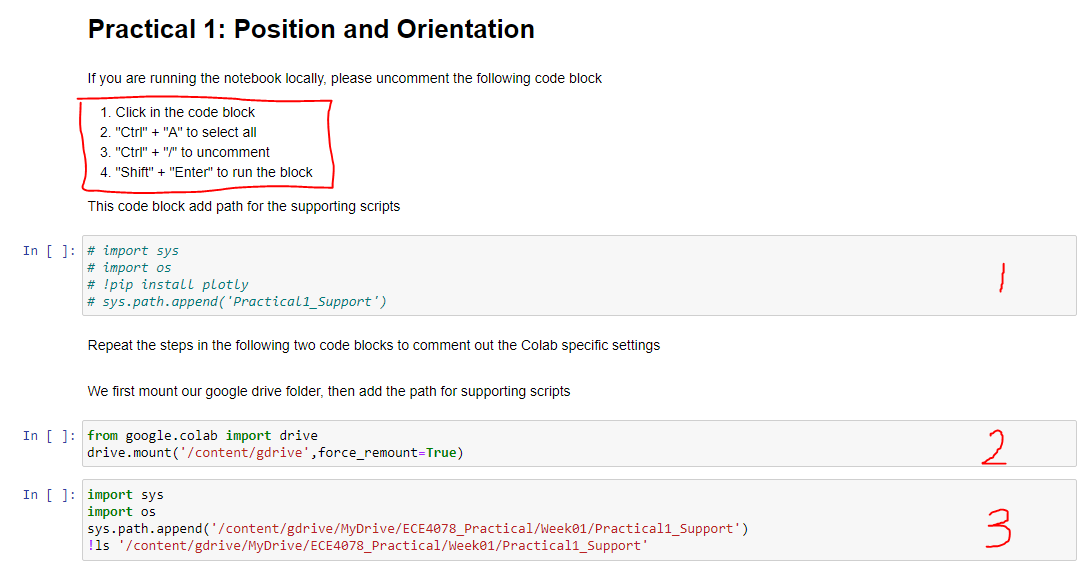 Practical 1: Position and Orientation
If you are running the notebook locally, please uncomment the following code block
1. Click in the code block
2. "Ctrl" + "A" to select all
3. "Ctrl" + "/" to uncomment
4. "Shift" + "Enter" to run the block
This code block add path for the supporting scripts
In [ ]: # import sys
# import os
# !pip install plotly
# sys.path.append('Practical1_Support')
1
Repeat the steps in the following two code blocks to comment out the Colab specific settings
We first mount our google drive folder, then add the path for supporting scripts
In [ ]: from google.colab import drive
drive.mount('/content/gdrive',force_remount=True)
2
In [ ]: import sys
import os
sys.path.append('/content/gdrive/MyDrive/ECE4078_Practical/Week01/Practical1_Support')
!ls '/content/gdrive/MyDrive/ECE4078_Practical/Week01/Practical1_Support'
3